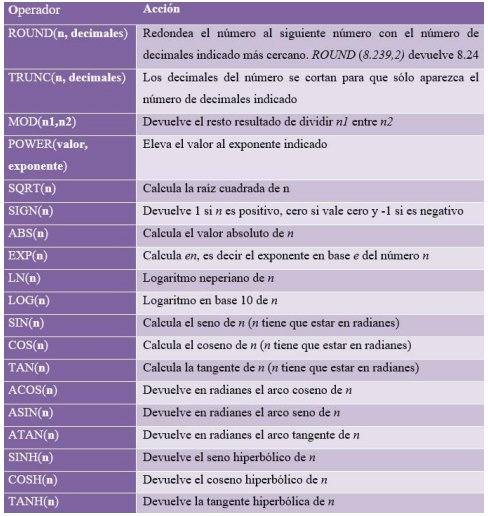 Operador Acción
ROUND(n, decimales) Redondea el número al siguiente número con el número de
decimales indicado más cercano. ROUND (8.239,2) devuelve 8.24
TRUNC(n, decimales) Los decimales del número se cortan para que sólo aparezca el
número de decimales indicado
MOD(n1,n2) Devuelve el resto resultado de dividir n1 entre n2
POWER(valor, Eleva el valor al exponente indicado
exponente)
SQRT(n) Calcula la raíz cuadrada de n
SIGN(n) Devuelve 1 si n es positivo, cero si vale cero y -1 si es negativo
ABS(n) Calcula el valor absoluto de n
EXP(n) Calcula en, es decir el exponente en base e del número n
LN(n) Logaritmo neperiano de n
LOG(n) Logaritmo en base 10 de n
SIN(n) Calcula el seno de n (n tiene que estar en radianes)
COS(n) Calcula el coseno de n (n tiene que estar en radianes)
TAN(n) Calcula la tangente de n (n tiene que estar en radianes)
ACOS(n) Devuelve en radianes el arco coseno de n
ASIN(n) Devuelve en radianes el arco seno de n
ATAN(n) Devuelve en radianes el arco tangente de n
SINH(n) Devuelve el seno hiperbólico de n
COSH(n) Devuelve el coseno hiperbólico de n
TANH(n) Devuelve la tangente hiperbólica de n